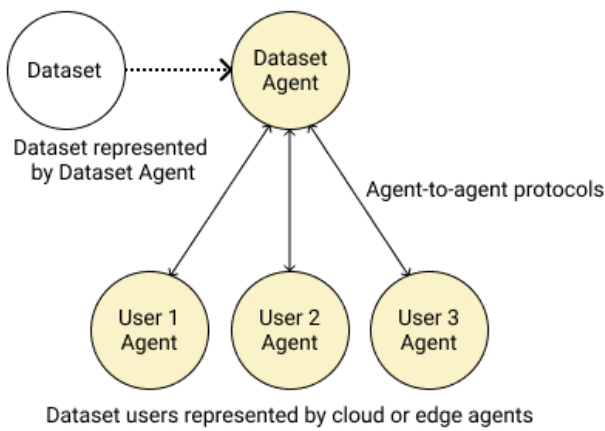 Dataset
Dataset
Agent
Dataset represented
by Dataset Agent
Agent-to-agent protocols
User 1
Agent
User 2
Agent
User 3
Agent
Dataset users represented by cloud or edge agents